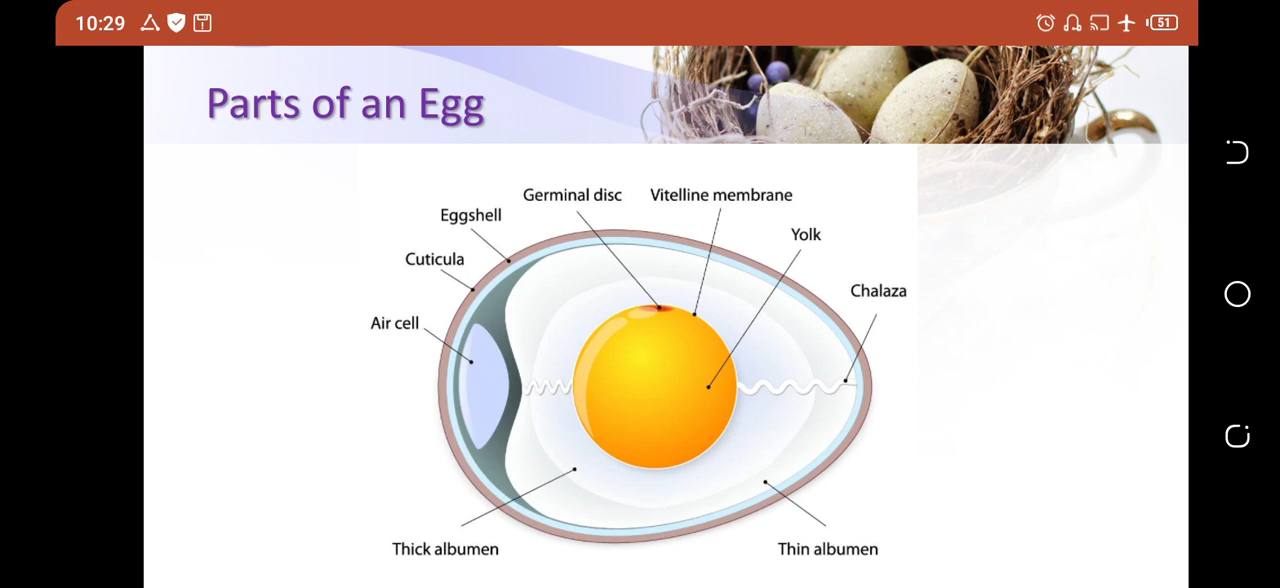 10:29
51
Parts of an Egg
Germinal disc
Vitelline membrane
Eggshell
Yolk
Cuticula
Chalaza
Air cell
Thick albumen
Thin albumen